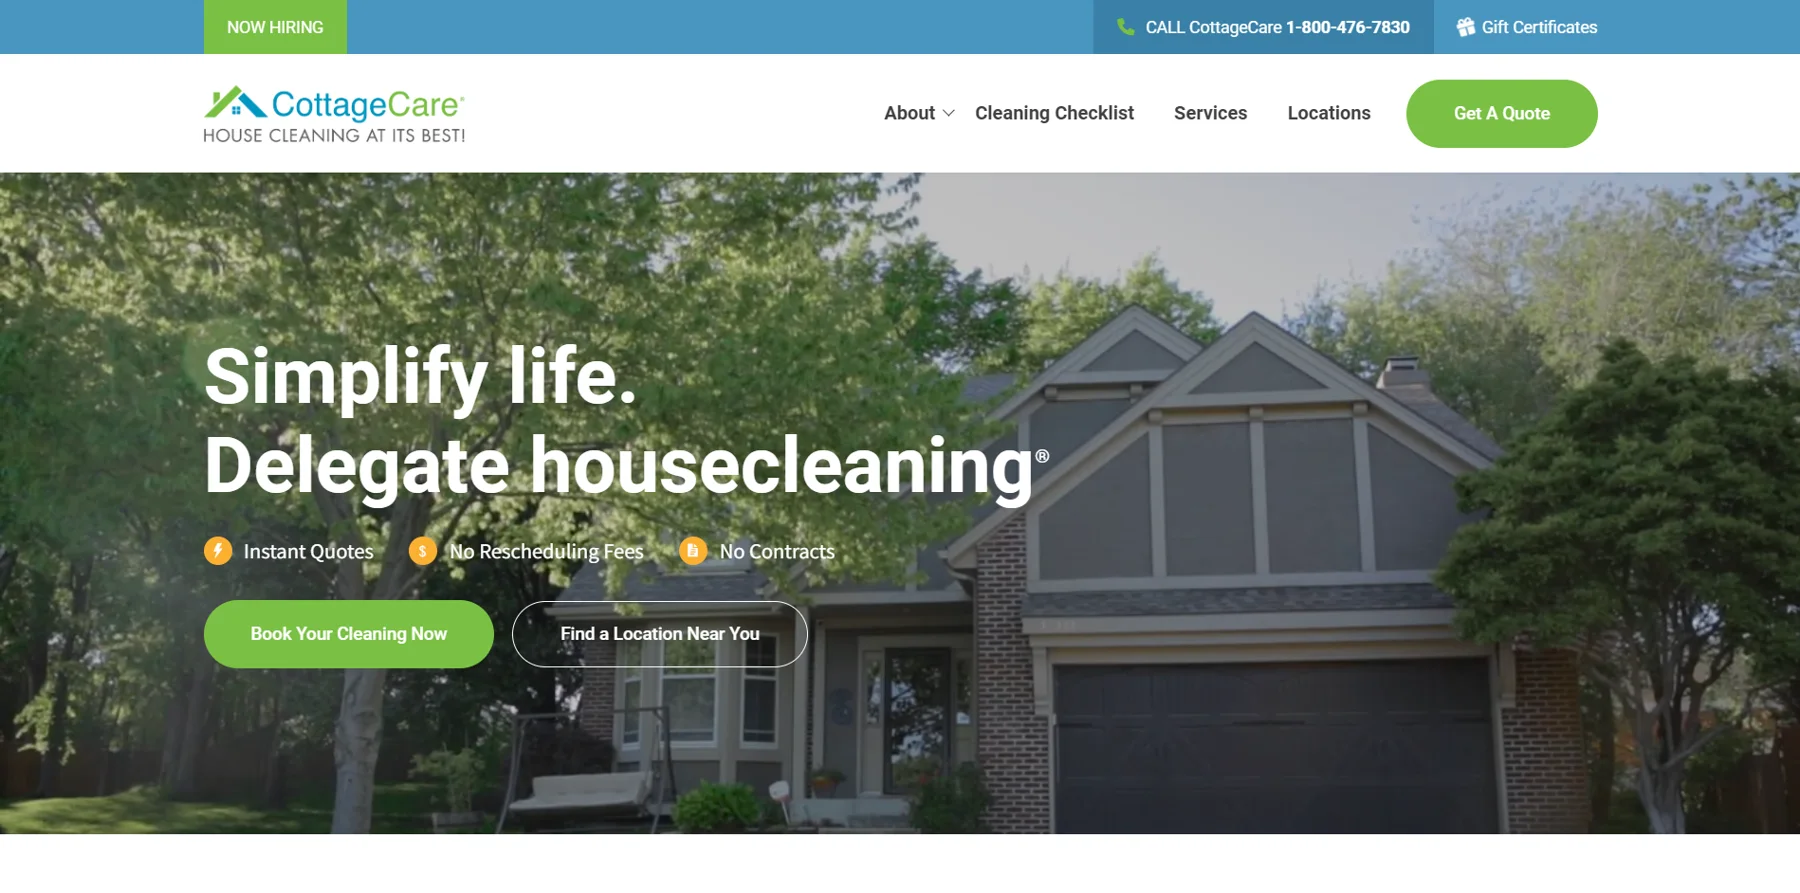 NOW HIRING
CALL CottageCare 1-800-476-7830
Gift Certificates
CottageCare®
HOUSE CLEANING AT ITS BEST!
About
Cleaning Checklist
Services
Locations
Get A Quote
Simplify life.
Delegate housecleaning®
Instant Quotes
No Rescheduling Fees
No Contracts
Book Your Cleaning Now
Find a Location Near You